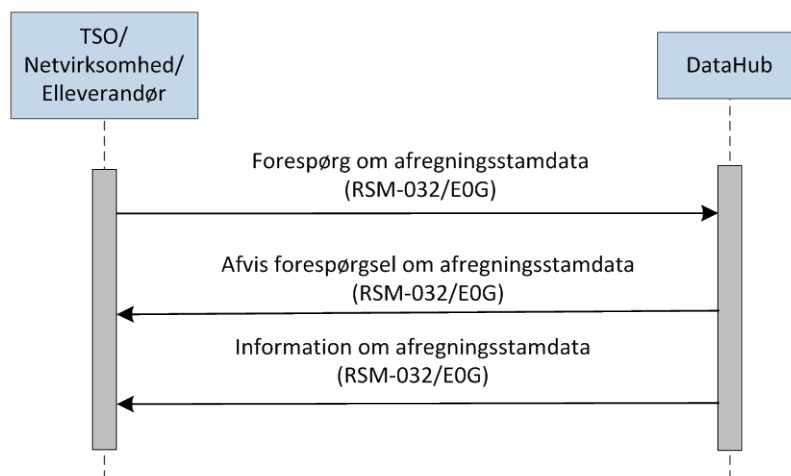 TSO/
Netvirksomhed/
Elleverandør
DataHub
Forespørg om afregningsstamdata
(RSM-032/E0G)
Afvis forespørgsel om afregningsstamdata
(RSM-032/E0G)
Information om afregningsstamdata
(RSM-032/E0G)